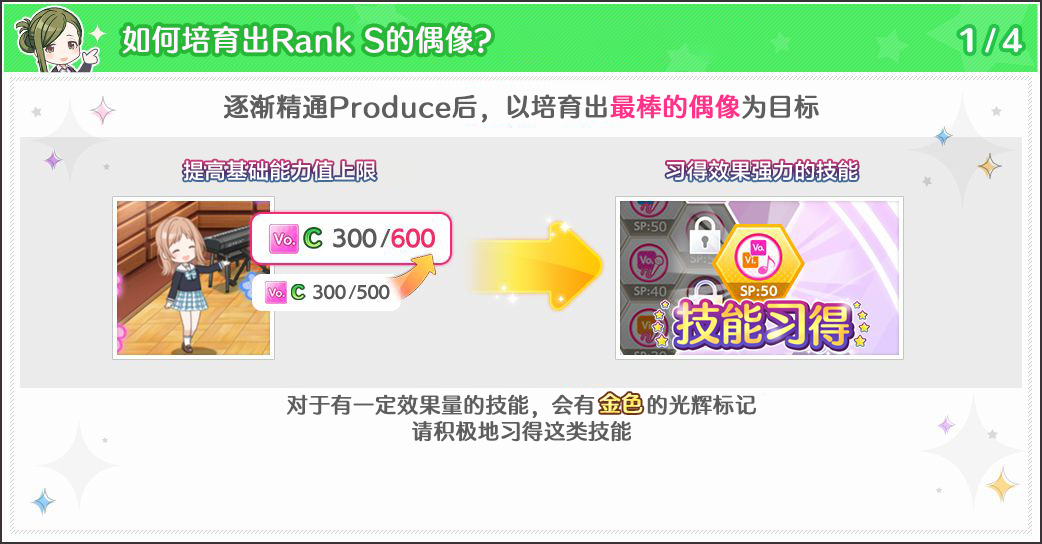 如何培育出Rank S的偶像?
1/4
逐渐精通Produce后，以培育出最棒的偶像为目标
提高基础能力值上限
习得效果强力的技能
Vo. C 300/600
Vo. C 300/500
SP:50
SP:40
Vo.
Vi.
SP:50
技能习得
对于有一定效果量的技能，会有金色的光辉标记
请积极地习得这类技能